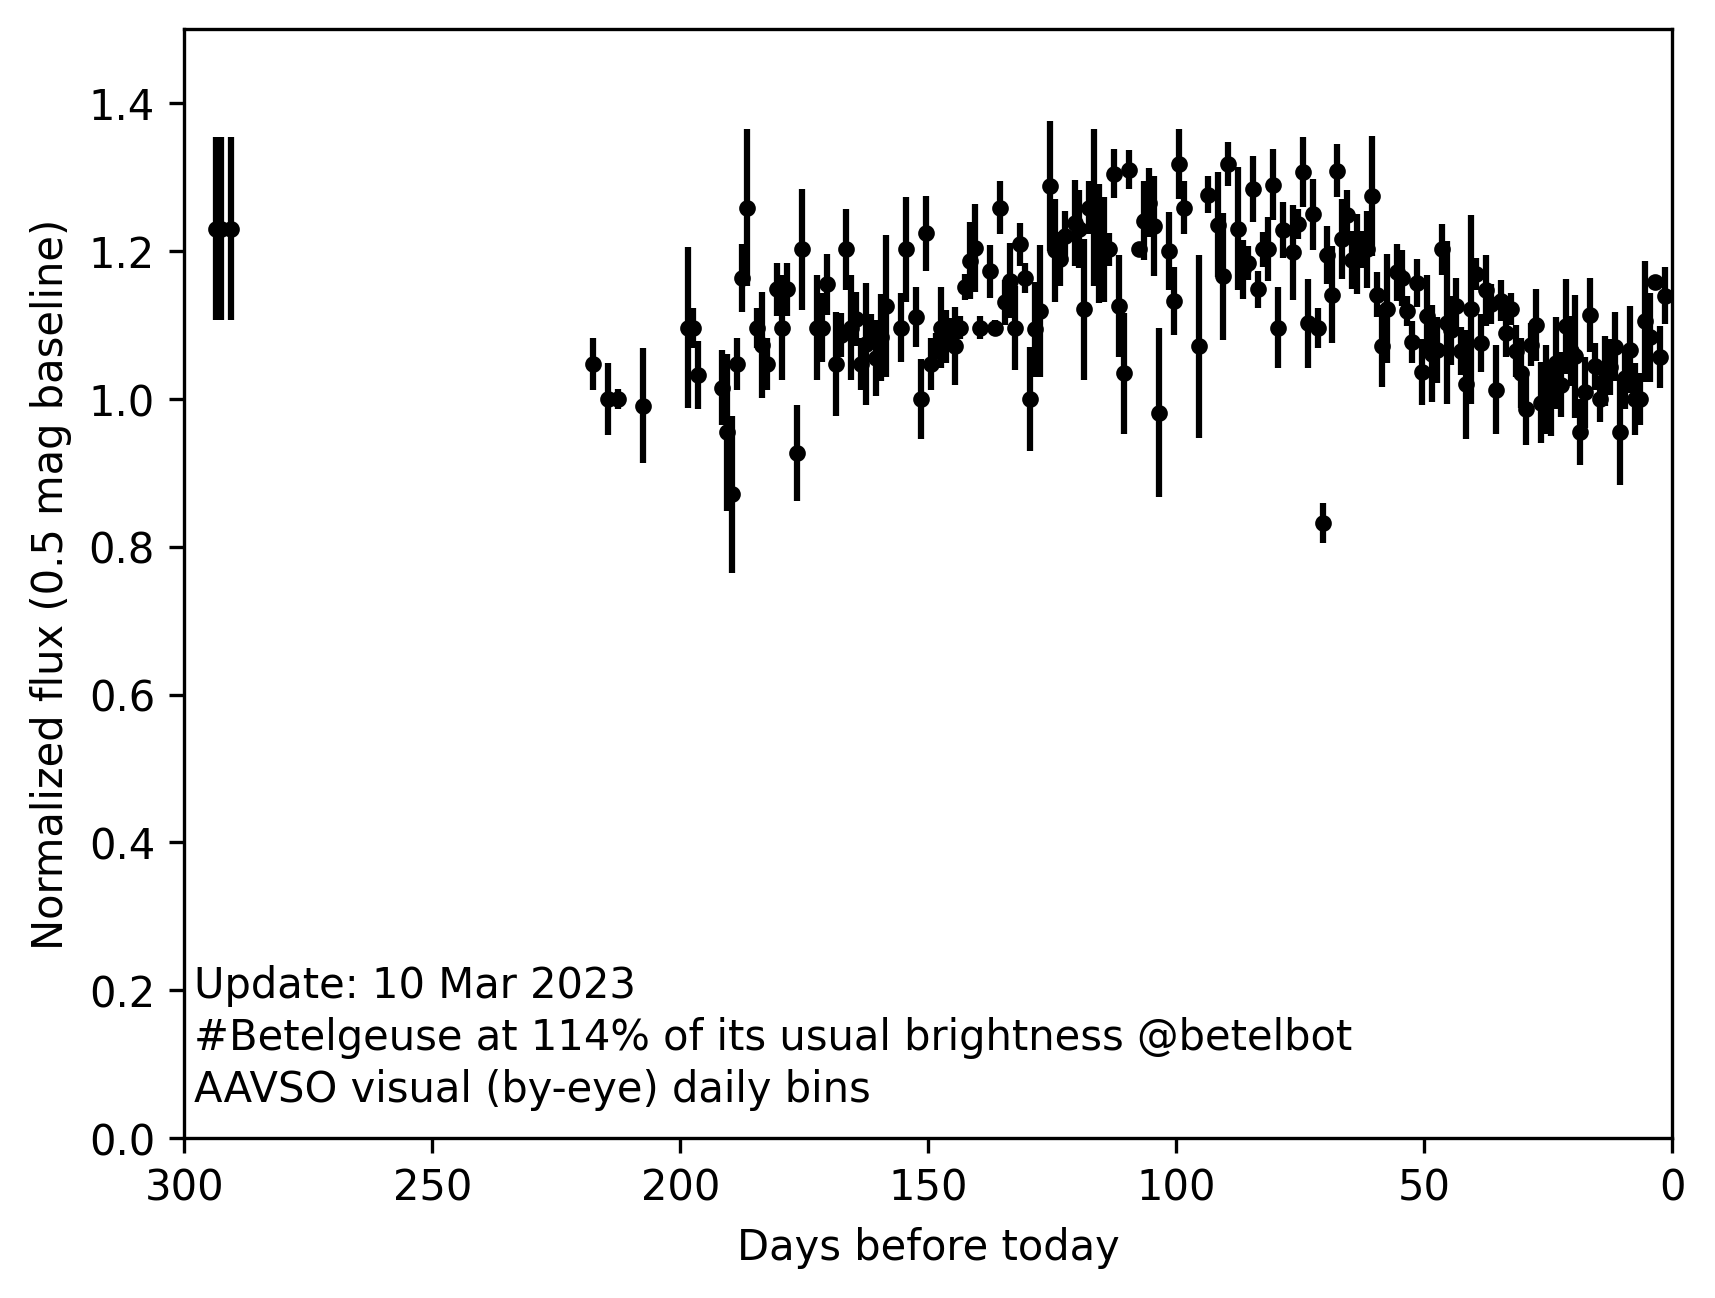 1.4
1.2
1.0
0.8
0.6
0.4
0.2
0.0
Normalized flux (0.5 mag baseline)
Update: 10 Mar 2023
#Betelgeuse at 114% of its usual brightness @betelbot
AAVSO visual (by-eye) daily bins
300 250 200 150 100 50 0
Days before today